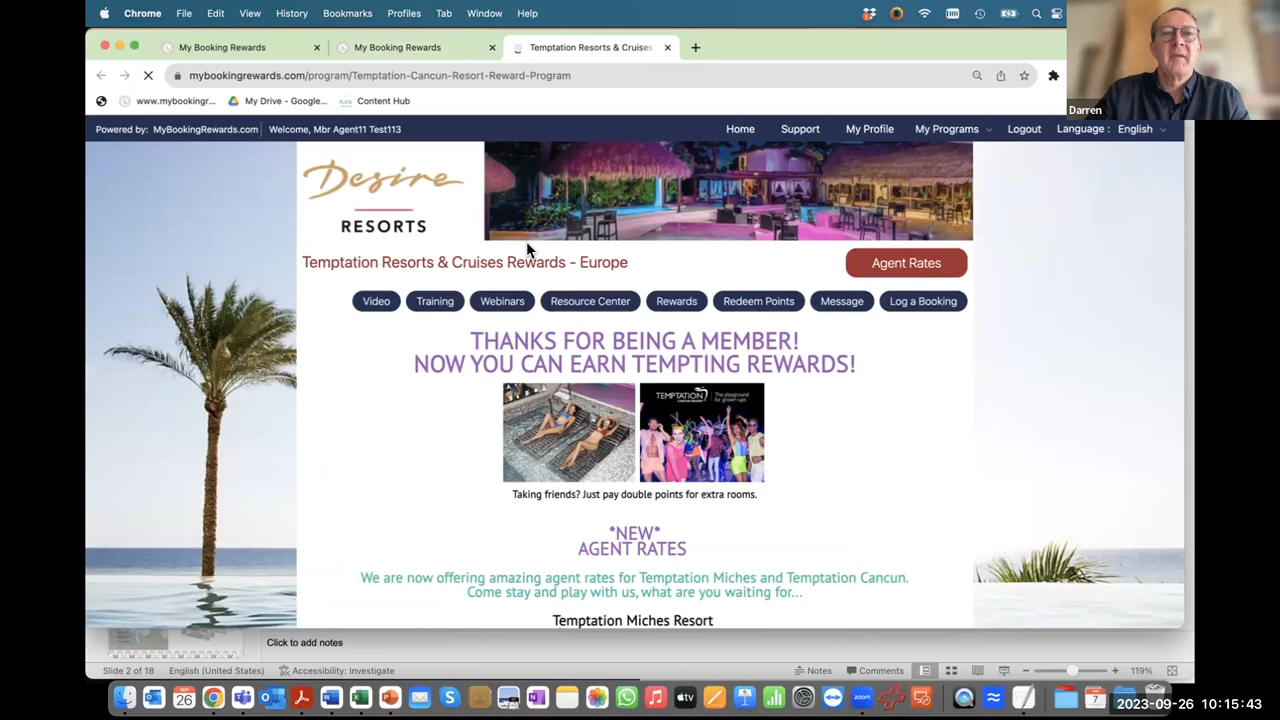 Chrome File Edit View History Bookmarks Profiles Tab Window Help
My Booking Rewards
My Booking Rewards
Temptation Resorts & Cruises
mybookingrewards.com/program/Temptation-Cancun-Resort-Reward-Program
Darren
www.mybookingr... My Drive - Google... Content Hub
Powered by: MyBookingRewards.com Welcome, Mbr Agent11 Test113 Home Support My Profile My Programs Logout Language : English
Desire
RESORTS
Temptation Resorts & Cruises Rewards - Europe
Agent Rates
Video Training Webinars Resource Center Rewards Redeem Points Message Log a Booking
THANKS FOR BEING A MEMBER!
NOW YOU CAN EARN TEMPTING REWARDS!
TEMPTATION
CANCUN RESORT
The playground
for grown-ups
Taking friends? Just pay double points for extra rooms.
*NEW*
AGENT RATES
We are now offering amazing agent rates for Temptation Miches and Temptation Cancun.
Come stay and play with us, what are you waiting for...
Temptation Miches Resort
Click to add notes
Slide 2 of 18 English (United States) Accessibility: Investigate Notes Comments 119%
2023-09-26 10:15:43